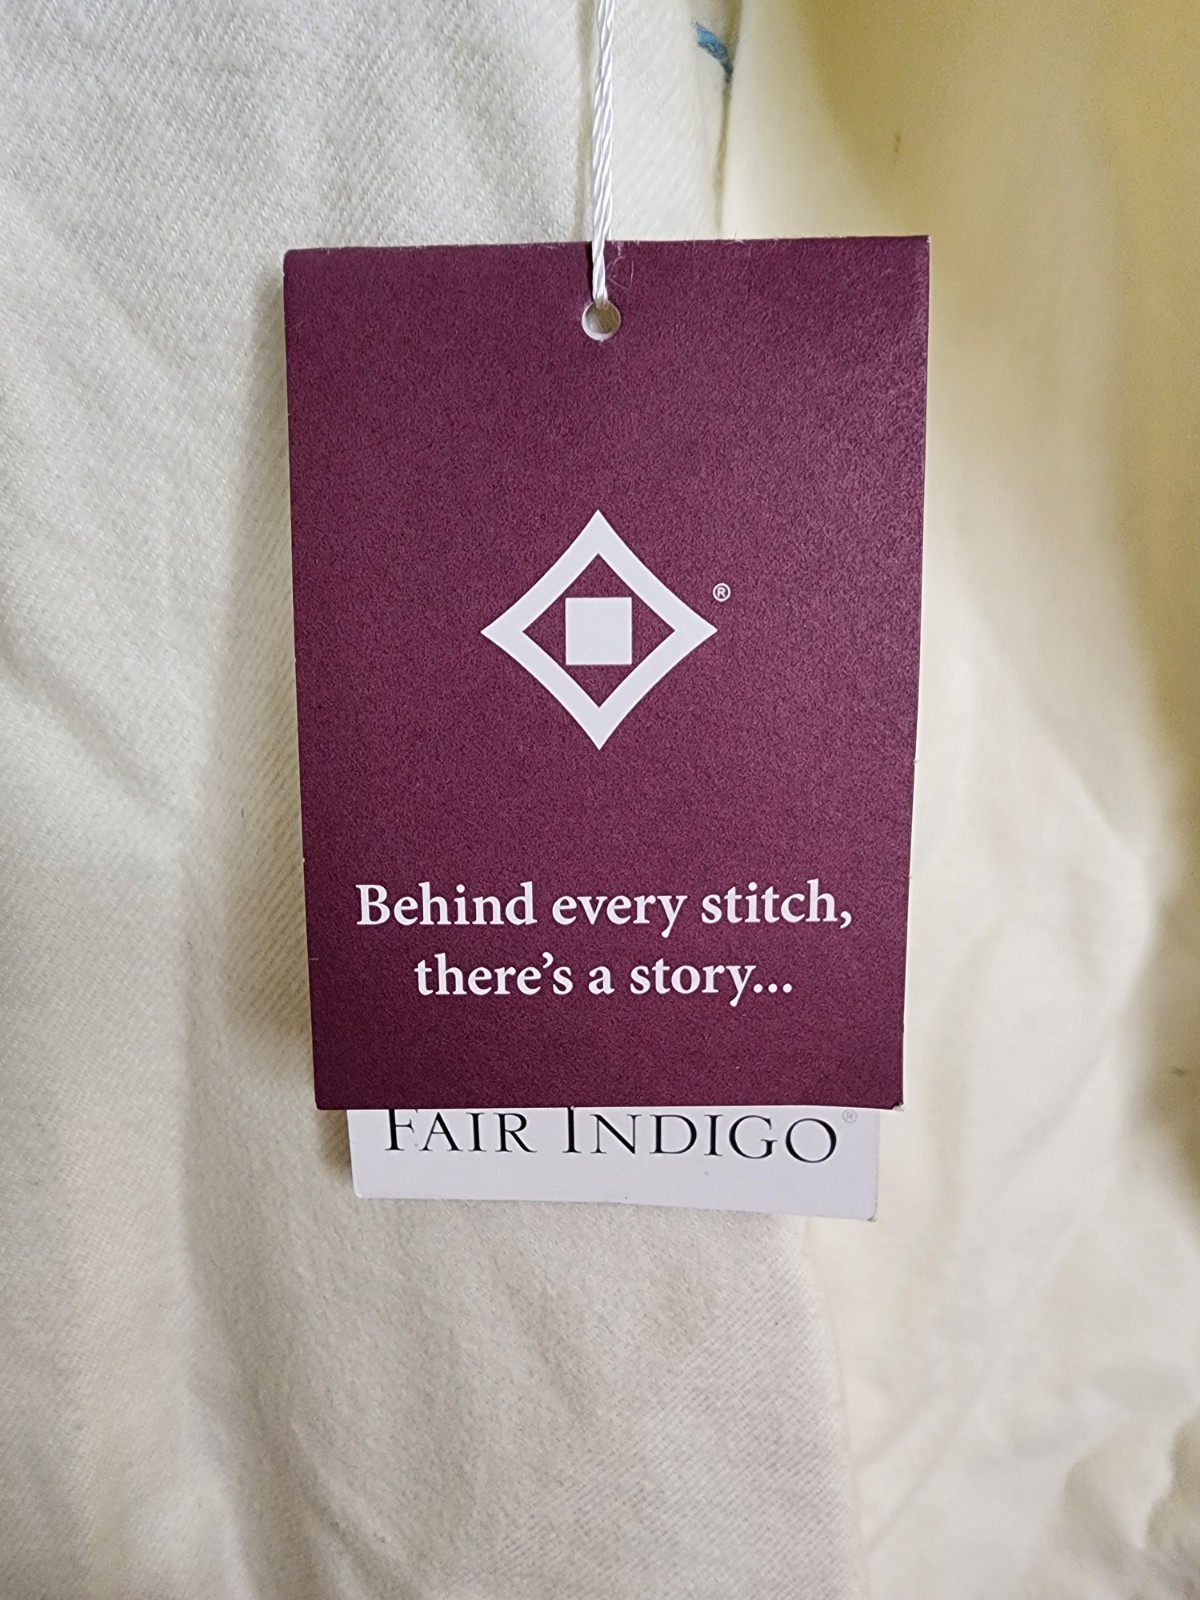 ®
Behind every stitch,
there's a story...
FAIR INDIGO®